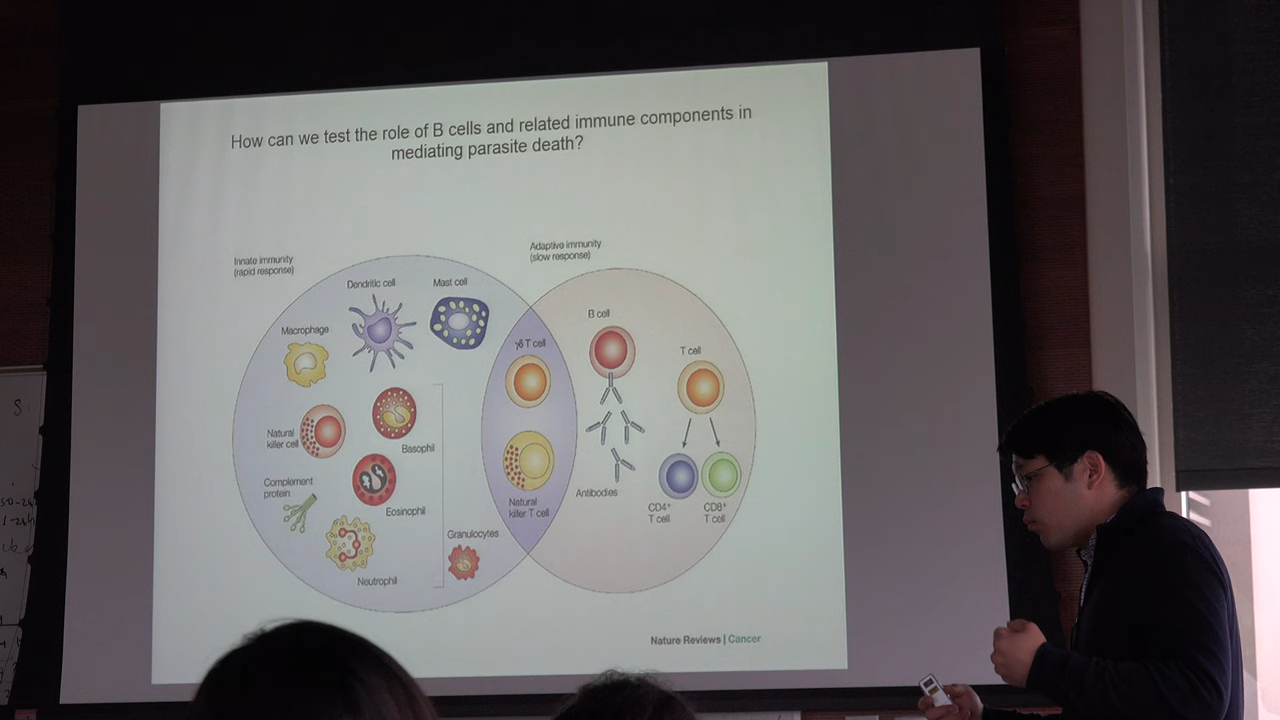 How can we test the role of B cells and related immune components in
mediating parasite death?
Innate immunity
(rapid response)
Adaptive immunity
(slow response)
Dendritic cell
Mast cell
B cell
Macrophage
γδ T cell
T cell
Natural
killer cell
Basophil
Complement
protein
Eosinophil
Natural
killer T cell
Antibodies
CD4+
T cell
CD8+
T cell
Granulocytes
Neutrophil
Nature Reviews | Cancer
S.